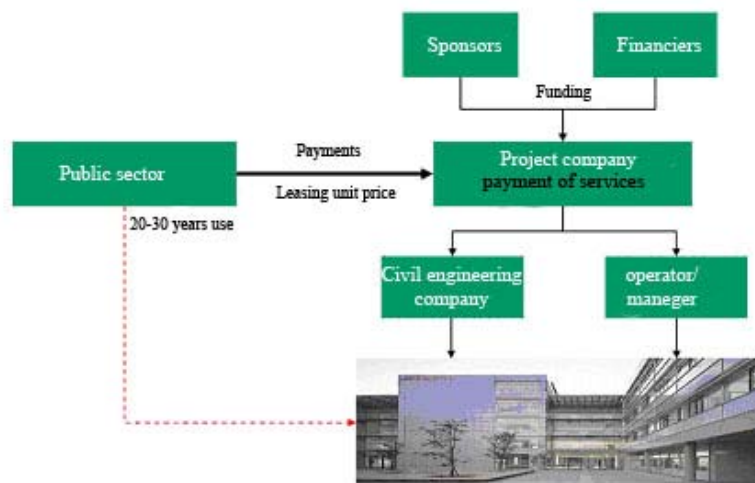 Sponsors
Financiers
Funding
Public sector
Payments
Leasing unit price
Project company
payment of services
20-30 years use
Civil engineering
company
operator/
maneger